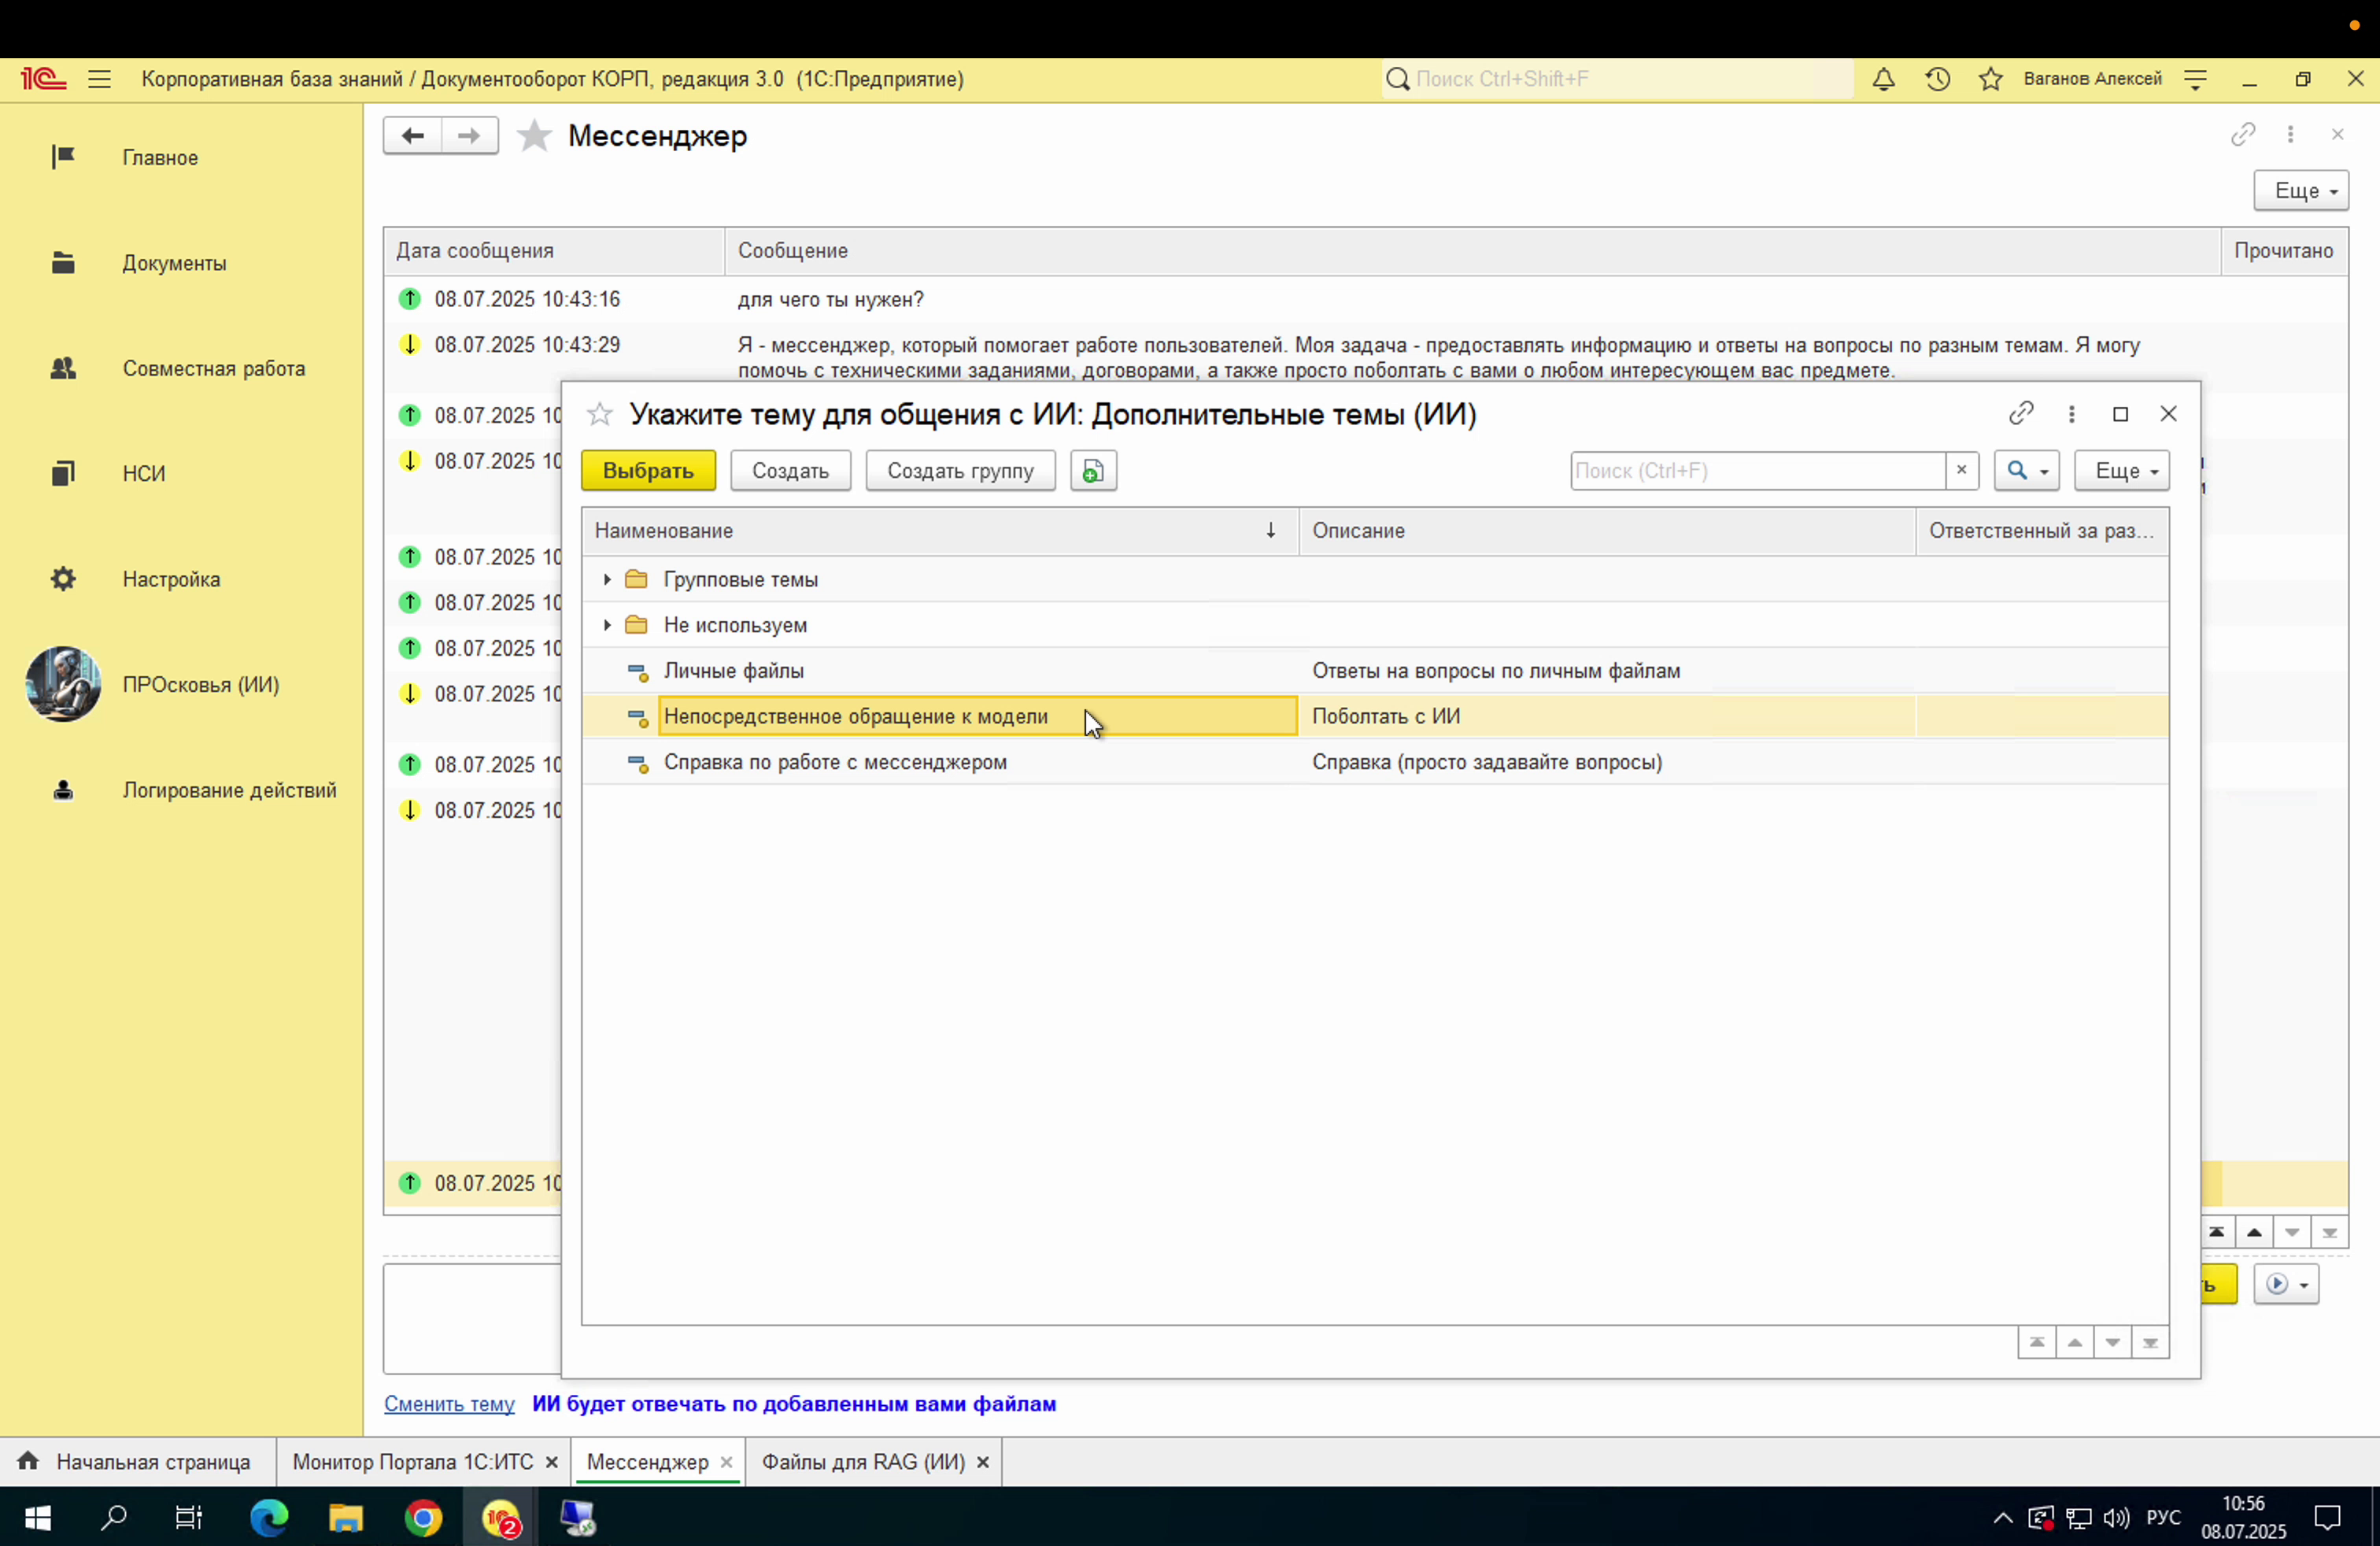 1С Корпоративная база знаний / Документооборот КОРП, редакция 3.0 (1С:Предприятие)
Поиск Ctrl+Shift+F
Ваганов Алексей
Главное
Документы
Совместная работа
НСИ
Настройка
ПРОсковья (ИИ)
Логирование действий
Мессенджер
Еще
Дата сообщения Сообщение Прочитано
08.07.2025 10:43:16 для чего ты нужен?
08.07.2025 10:43:29 Я - мессенджер, который помогает работе пользователей. Моя задача - предоставлять информацию и ответы на вопросы по разным темам. Я могу
помочь с техническими заданиями, договорами, а также просто поболтать с вами о любом интересующем вас предмете.
08.07.2025 10
08.07.2025 10
08.07.2025 10
08.07.2025 10
08.07.2025 10
08.07.2025 10
08.07.2025 10
08.07.2025 10
08.07.2025 10
Укажите тему для общения с ИИ: Дополнительные темы (ИИ)
Выбрать Создать Создать группу Поиск (Ctrl+F) × Еще
Наименование Описание Ответственный за раз...
Групповые темы
Не используем
Личные файлы Ответы на вопросы по личным файлам
Непосредственное обращение к модели Поболтать с ИИ
Справка по работе с мессенджером Справка (просто задавайте вопросы)
ь
Сменить тему ИИ будет отвечать по добавленным вами файлам
Начальная страница Монитор Портала 1С:ИТС × Мессенджер × Файлы для RAG (ИИ) ×
2
РУС
10:56
08.07.2025